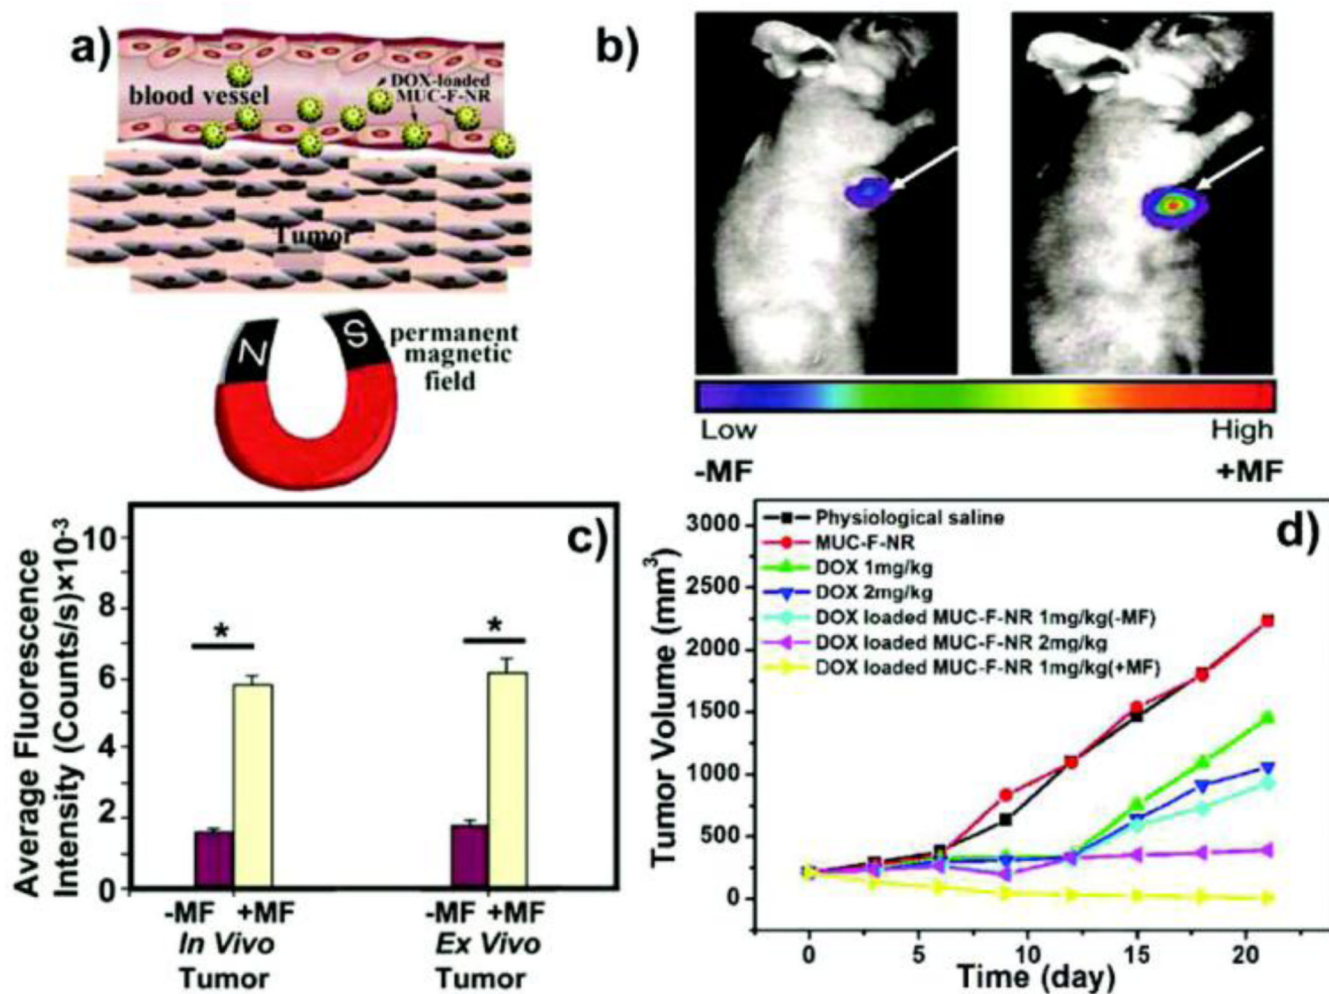 a)
blood vessel
DOX-loaded
MUC-F-NR
Tumor
N
S
permanent
magnetic
field
b)
Low
High
-MF
+MF
c)
Average Fluorescence
Intensity (Counts/s)×10⁻³
10
8
6
4
2
0
*
*
-MF +MF
-MF +MF
In Vivo
Tumor
Ex Vivo
Tumor
d)
Physiological saline
MUC-F-NR
DOX 1mg/kg
DOX 2mg/kg
DOX loaded MUC-F-NR 1mg/kg(-MF)
DOX loaded MUC-F-NR 2mg/kg
DOX loaded MUC-F-NR 1mg/kg(+MF)
Tumor Volume (mm³)
3000
2500
2000
1500
1000
500
0
0
5
10
15
20
Time (day)